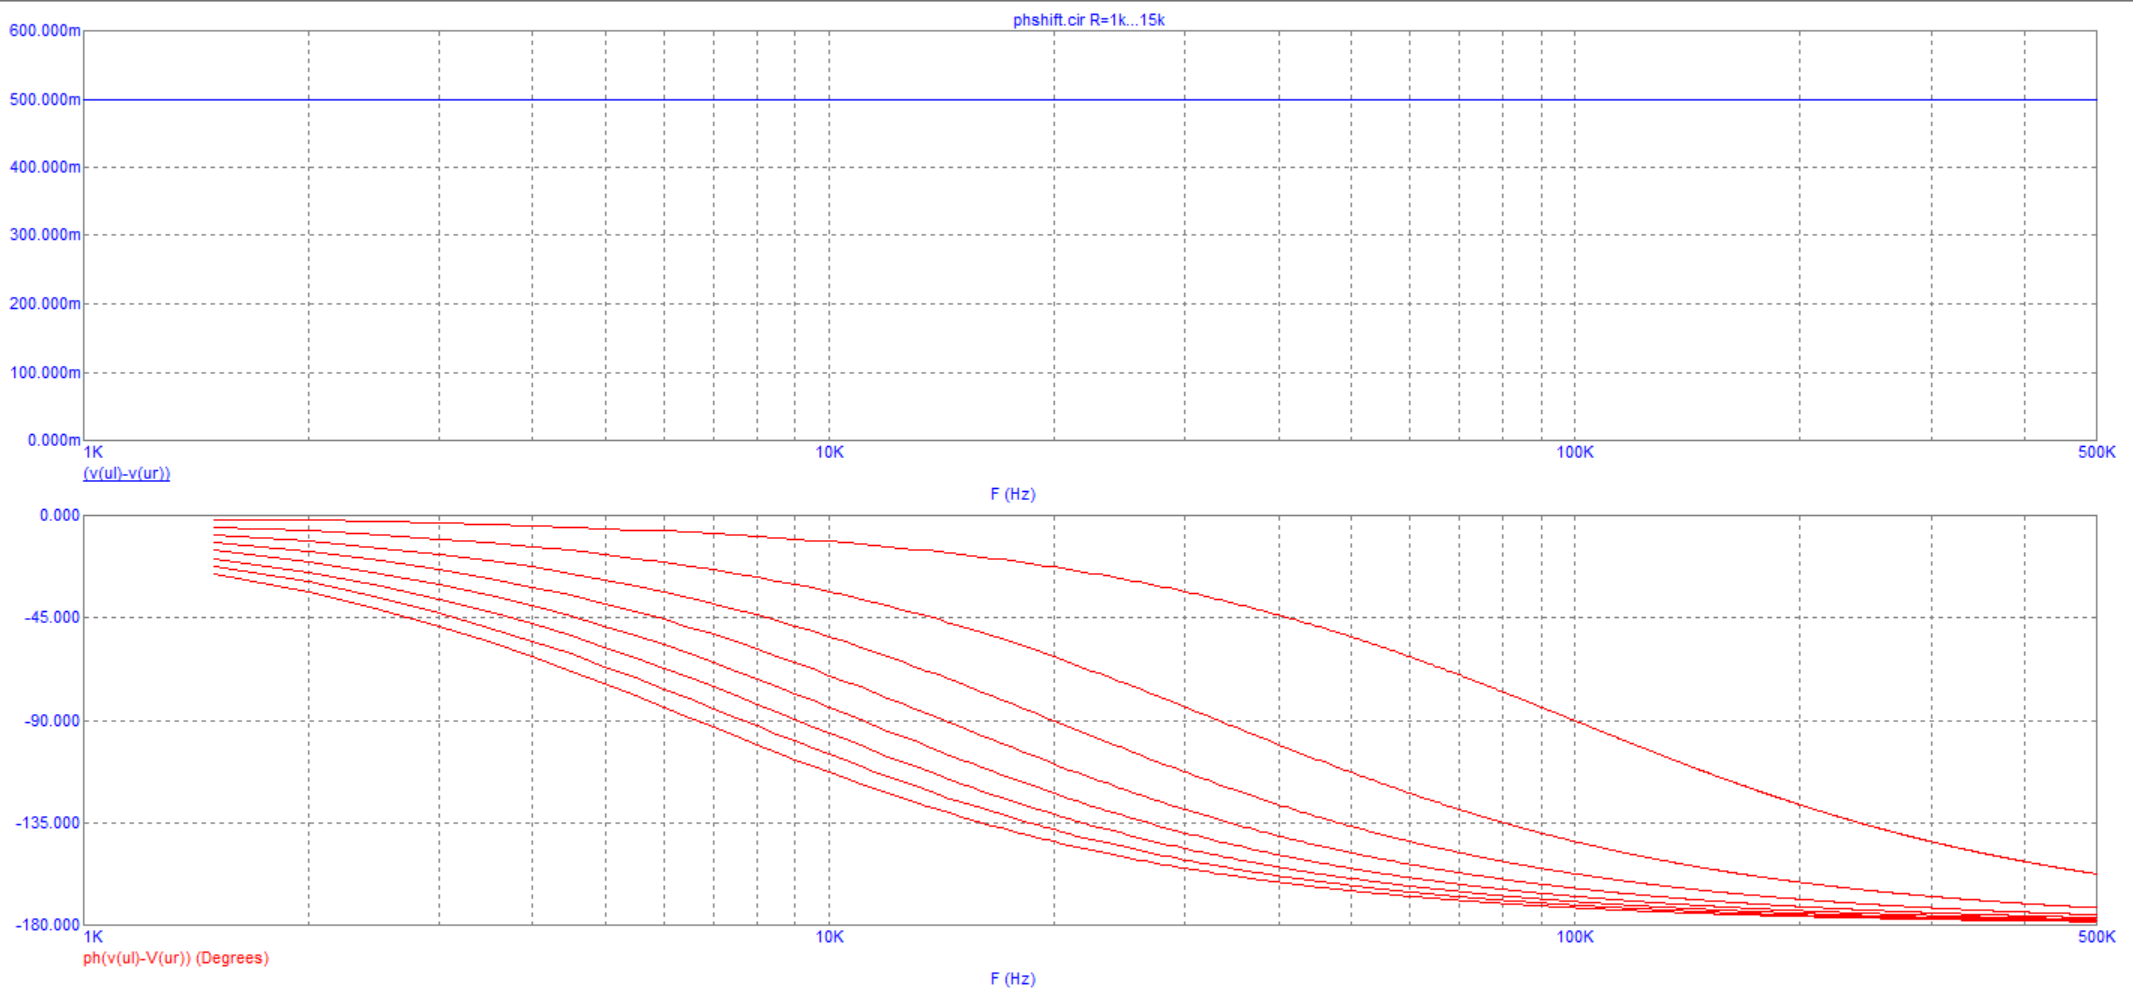 phshift.cir R=1k...15k
600.000m
500.000m
400.000m
300.000m
200.000m
100.000m
0.000m
1K 10K 100K 500K
(v(ul)-v(ur))
F (Hz)
0.000
-45.000
-90.000
-135.000
-180.000
1K 10K 100K 500K
ph(v(ul)-V(ur)) (Degrees)
F (Hz)